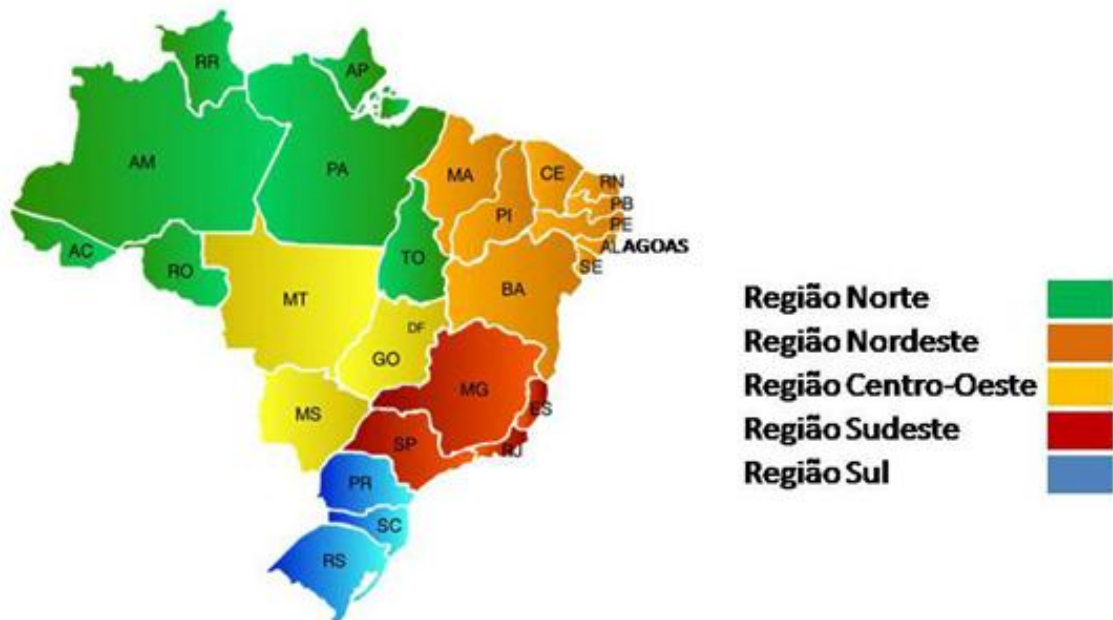 RR
AP
AM
PA
MA
CE
RN
PB
PI
PE
ALAGOAS
AC
TO
SE
RO
BA
MT
DF
GO
MG
MS
ES
SP
RJ
PR
SC
RS
Região Norte
Região Nordeste
Região Centro-Oeste
Região Sudeste
Região Sul